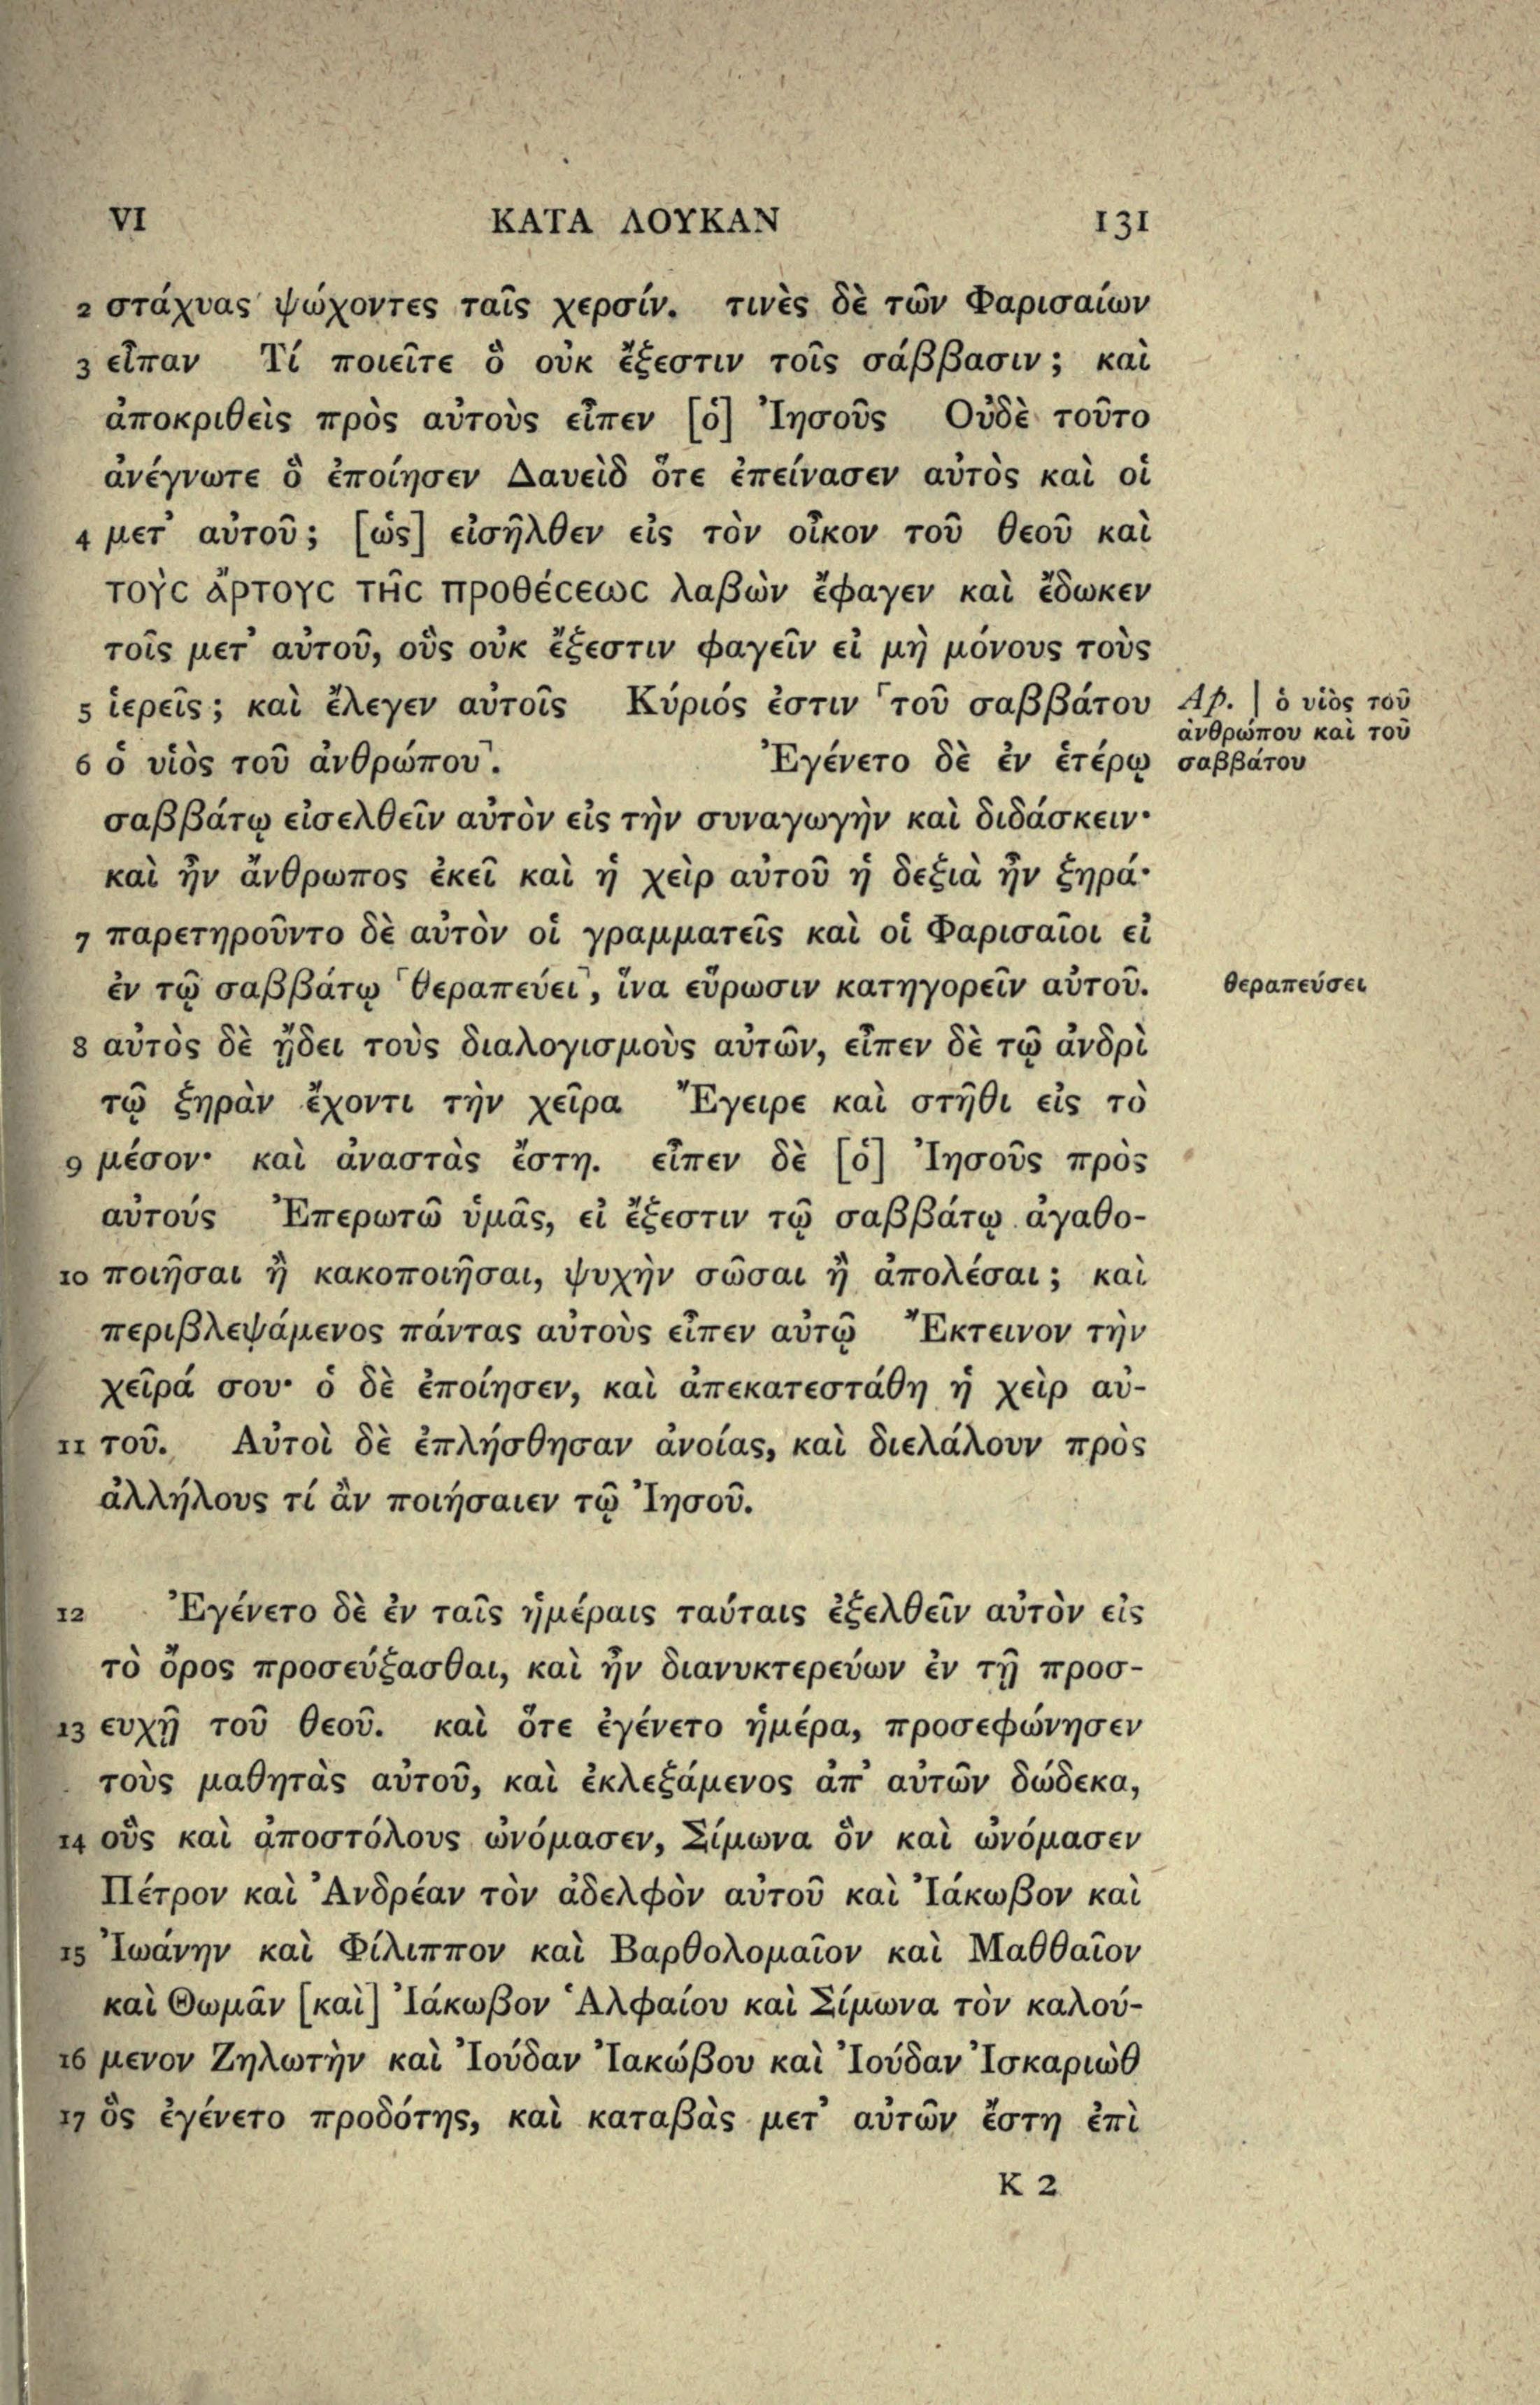 VI ΚΑΤΑ ΛΟΥΚΑΝ 131
2 στάχυας ψώχοντες ταῖς χερσίν. τινὲς δὲ τῶν Φαρισαίων
3 εἶπαν Τί ποιεῖτε ὃ οὐκ ἔξεστιν τοῖς σάββασιν; καὶ
ἀποκριθεὶς πρὸς αὐτοὺς εἶπεν [ὁ] Ἰησοῦς Οὐδὲ τοῦτο
ἀνέγνωτε ὃ ἐποίησεν Δαυεὶδ ὅτε ἐπείνασεν αὐτὸς καὶ οἱ
4 μετ᾽ αὐτοῦ; [ὡς] εἰσῆλθεν εἰς τὸν οἶκον τοῦ θεοῦ καὶ
τοὺϲ ἄρτουϲ τῆϲ προθέϲεωϲ λαβὼν ἔφαγεν καὶ ἔδωκεν
τοῖς μετ᾽ αὐτοῦ, οὓς οὐκ ἔξεστιν φαγεῖν εἰ μὴ μόνους τοὺς
5 ἱερεῖς; καὶ ἔλεγεν αὐτοῖς Κύριός ἐστιν ⸀τοῦ σαββάτου
6 ὁ υἱὸς τοῦ ἀνθρώπου⸃. Ἐγένετο δὲ ἐν ἑτέρῳ
σαββάτῳ εἰσελθεῖν αὐτὸν εἰς τὴν συναγωγὴν καὶ διδάσκειν·
καὶ ἦν ἄνθρωπος ἐκεῖ καὶ ἡ χεὶρ αὐτοῦ ἡ δεξιὰ ἦν ξηρά·
7 παρετηροῦντο δὲ αὐτὸν οἱ γραμματεῖς καὶ οἱ Φαρισαῖοι εἰ
ἐν τῷ σαββάτῳ ⸀θεραπεύει⸃, ἵνα εὕρωσιν κατηγορεῖν αὐτοῦ.
8 αὐτὸς δὲ ᾔδει τοὺς διαλογισμοὺς αὐτῶν, εἶπεν δὲ τῷ ἀνδρὶ
τῷ ξηρὰν ἔχοντι τὴν χεῖρα Ἔγειρε καὶ στῆθι εἰς τὸ
9 μέσον· καὶ ἀναστὰς ἔστη. εἶπεν δὲ [ὁ] Ἰησοῦς πρὸς
αὐτούς Ἐπερωτῶ ὑμᾶς, εἰ ἔξεστιν τῷ σαββάτῳ ἀγαθο-
10 ποιῆσαι ἢ κακοποιῆσαι, ψυχὴν σῶσαι ἢ ἀπολέσαι; καὶ
περιβλεψάμενος πάντας αὐτοὺς εἶπεν αὐτῷ Ἔκτεινον τὴν
χεῖρά σου· ὁ δὲ ἐποίησεν, καὶ ἀπεκατεστάθη ἡ χεὶρ αὐ-
11 τοῦ. Αὐτοὶ δὲ ἐπλήσθησαν ἀνοίας, καὶ διελάλουν πρὸς
ἀλλήλους τί ἂν ποιήσαιεν τῷ Ἰησοῦ.
12 Ἐγένετο δὲ ἐν ταῖς ἡμέραις ταύταις ἐξελθεῖν αὐτὸν εἰς
τὸ ὄρος προσεύξασθαι, καὶ ἦν διανυκτερεύων ἐν τῇ προσ-
13 ευχῇ τοῦ θεοῦ. καὶ ὅτε ἐγένετο ἡμέρα, προσεφώνησεν
τοὺς μαθητὰς αὐτοῦ, καὶ ἐκλεξάμενος ἀπ᾽ αὐτῶν δώδεκα,
14 οὓς καὶ ἀποστόλους ὠνόμασεν, Σίμωνα ὃν καὶ ὠνόμασεν
Πέτρον καὶ Ἀνδρέαν τὸν ἀδελφὸν αὐτοῦ καὶ Ἰάκωβον καὶ
15 Ἰωάνην καὶ Φίλιππον καὶ Βαρθολομαῖον καὶ Μαθθαῖον
καὶ Θωμᾶν [καὶ] Ἰάκωβον Ἁλφαίου καὶ Σίμωνα τὸν καλού-
16 μενον Ζηλωτὴν καὶ Ἰούδαν Ἰακώβου καὶ Ἰούδαν Ἰσκαριὼθ
17 ὃς ἐγένετο προδότης, καὶ καταβὰς μετ᾽ αὐτῶν ἔστη ἐπὶ
K 2
Ap. | ὁ υἱὸς τοῦ
ἀνθρώπου καὶ τοῦ
σαββάτου
θεραπεύσει